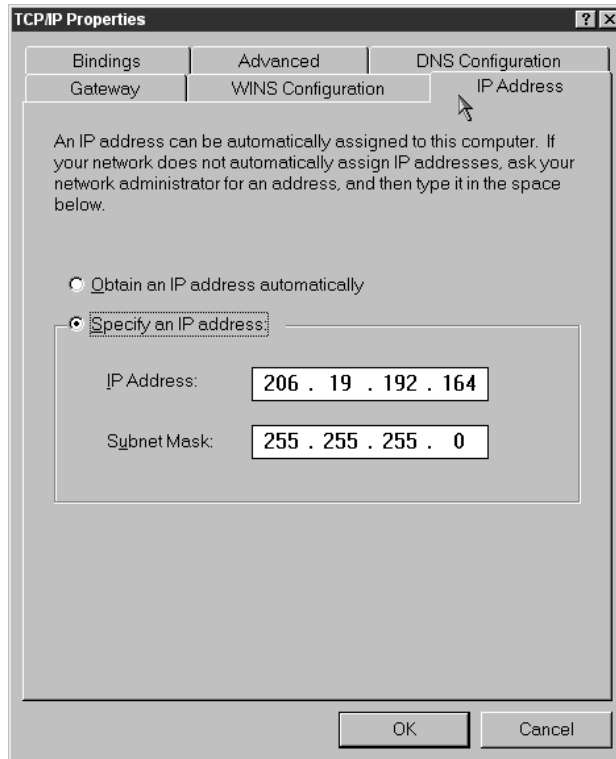 TCP/IP Properties
? X
Bindings
Advanced
DNS Configuration
Gateway
WINS Configuration
IP Address
An IP address can be automatically assigned to this computer. If
your network does not automatically assign IP addresses, ask your
network administrator for an address, and then type it in the space
below.
Obtain an IP address automatically
Specify an IP address:
IP Address:
206 . 19 . 192 . 164
Subnet Mask:
255 . 255 . 255 . 0
OK
Cancel